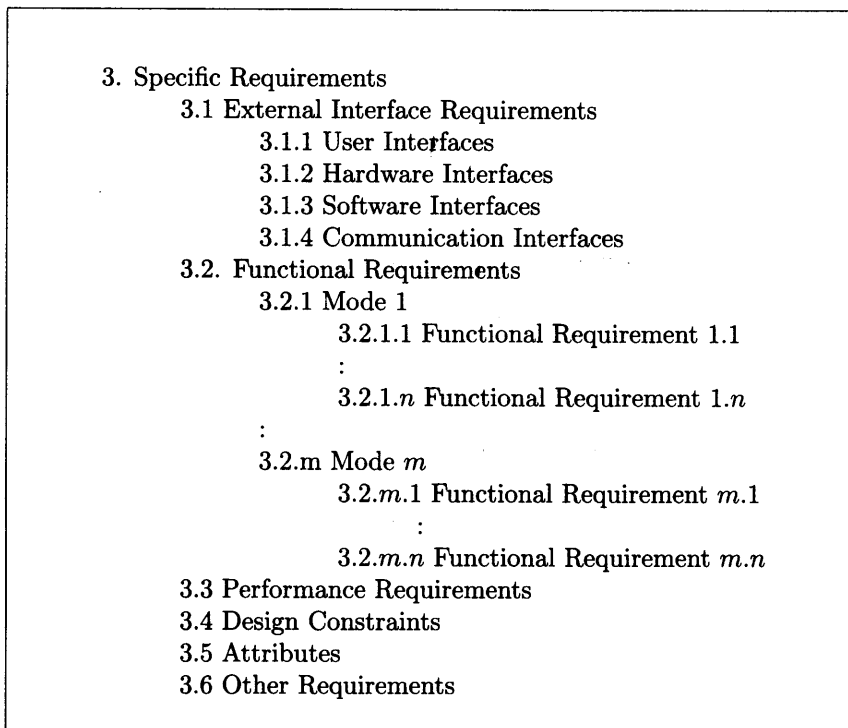 3. Specific Requirements
3.1 External Interface Requirements
3.1.1 User Interfaces
3.1.2 Hardware Interfaces
3.1.3 Software Interfaces
3.1.4 Communication Interfaces
3.2. Functional Requirements
3.2.1 Mode 1
3.2.1.1 Functional Requirement 1.1
:
3.2.1.n Functional Requirement 1.n
:
3.2.m Mode m
3.2.m.1 Functional Requirement m.1
:
3.2.m.n Functional Requirement m.n
3.3 Performance Requirements
3.4 Design Constraints
3.5 Attributes
3.6 Other Requirements